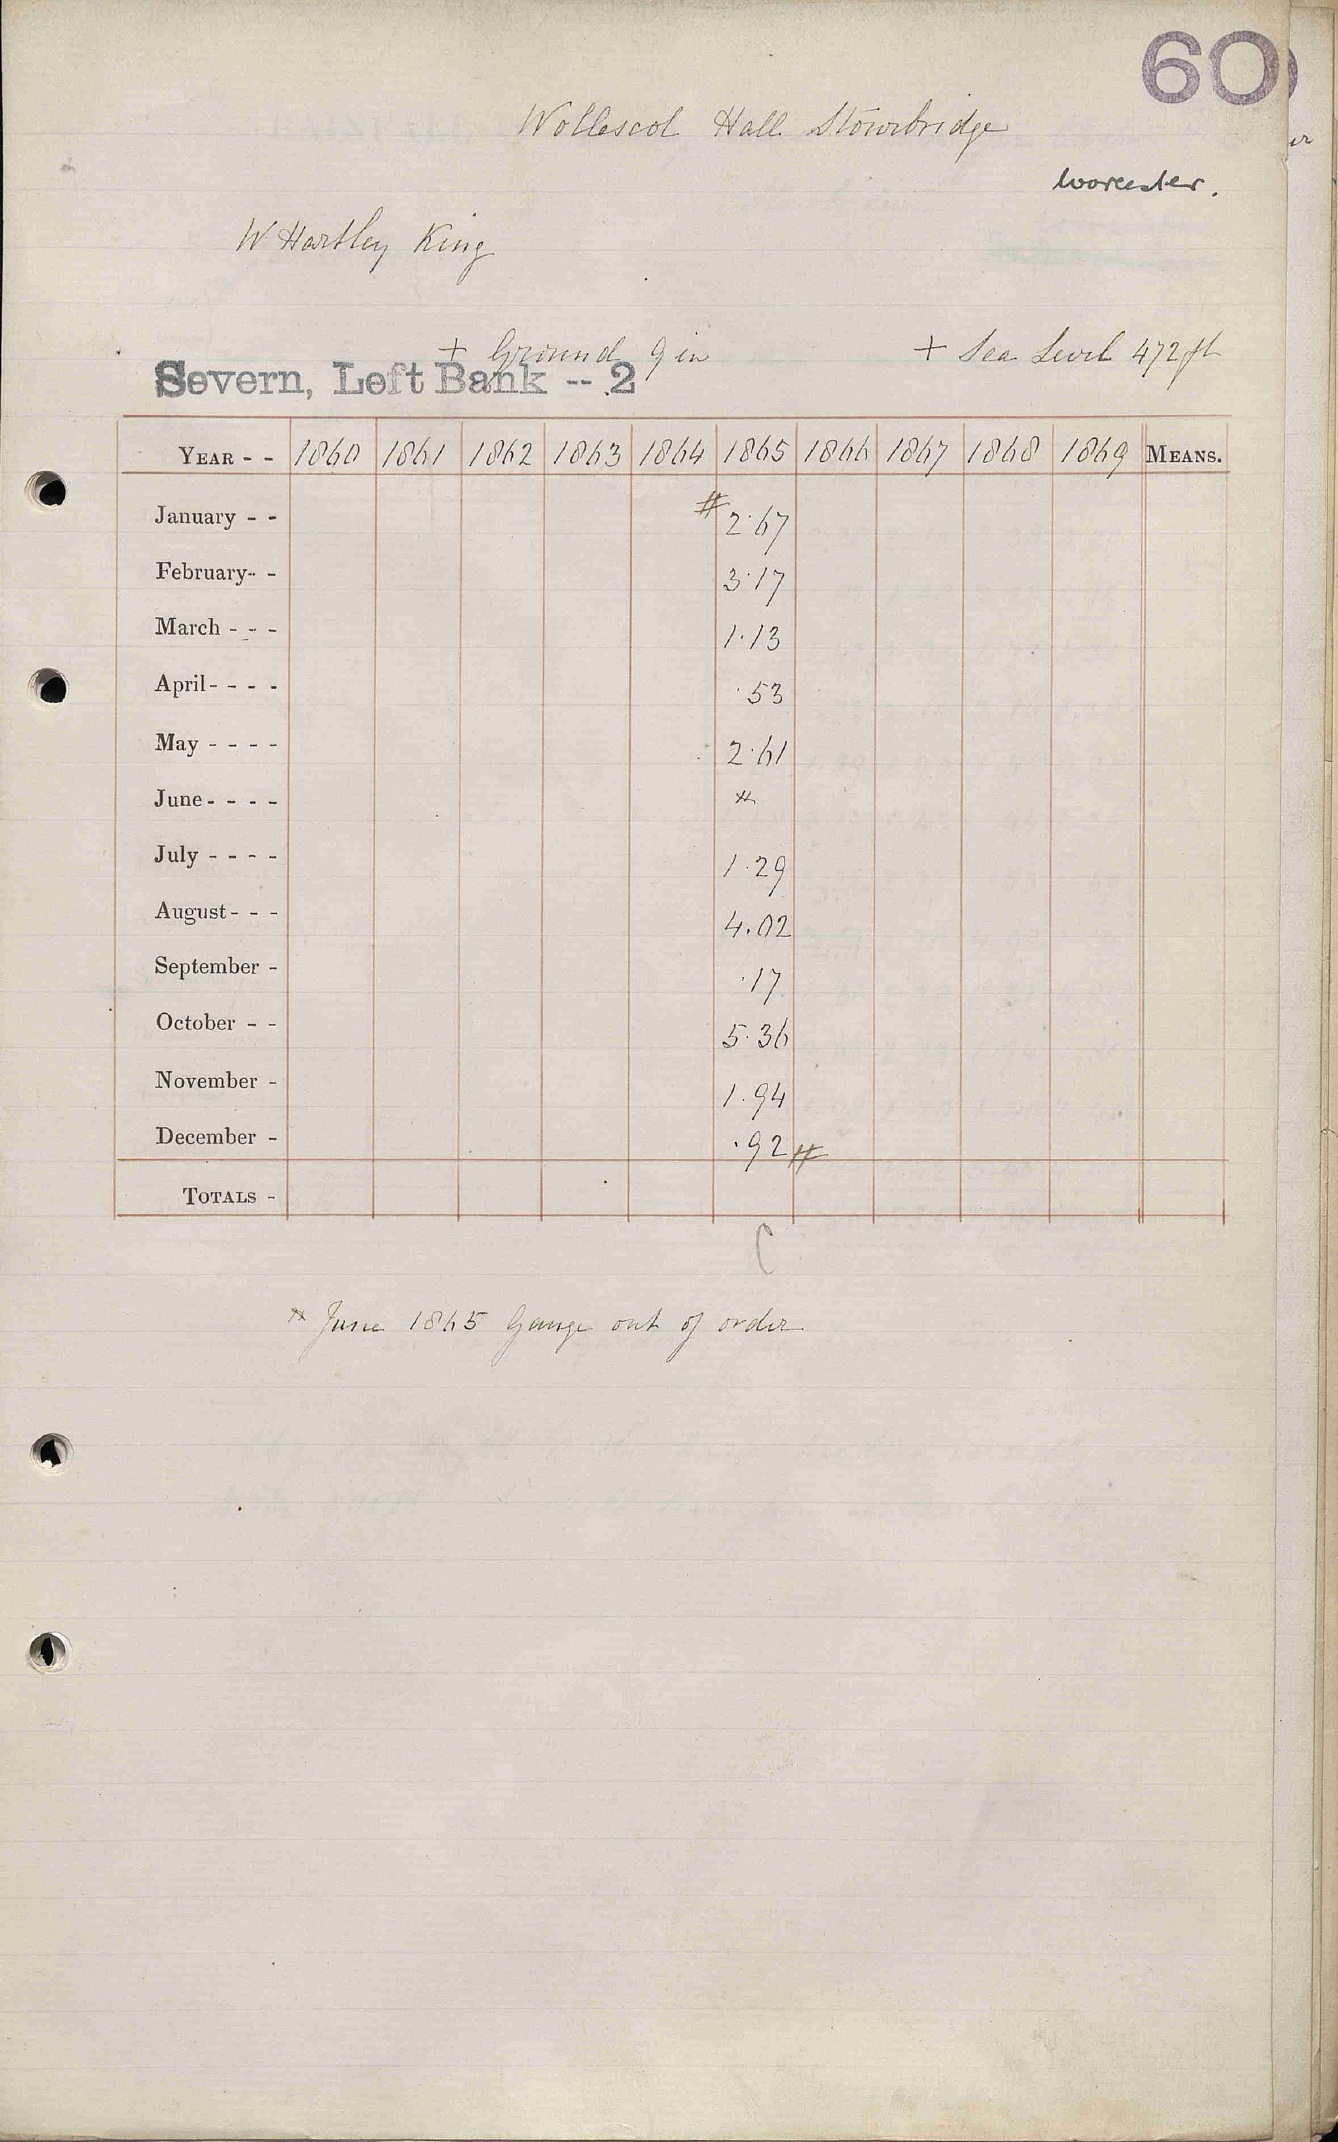 60
Wollescot Hall Stourbridge
Worcester.
W Hartley King
+ Ground 9 in + Sea Level 472 ft
Severn, Left Bank -- 2
YEAR - - 1860 1861 1862 1863 1864 1865 1866 1867 1868 1869 MEANS.
January - - # 2.67
February - - 3.17
March - - - 1.13
April - - - - .53
May - - - - 2.61
June - - - - *
July - - - - 1.29
August - - - 4.02
September - .17
October - - 5.36
November - 1.94
December - .92 #
TOTALS -
C
* June 1865 Gauge out of order